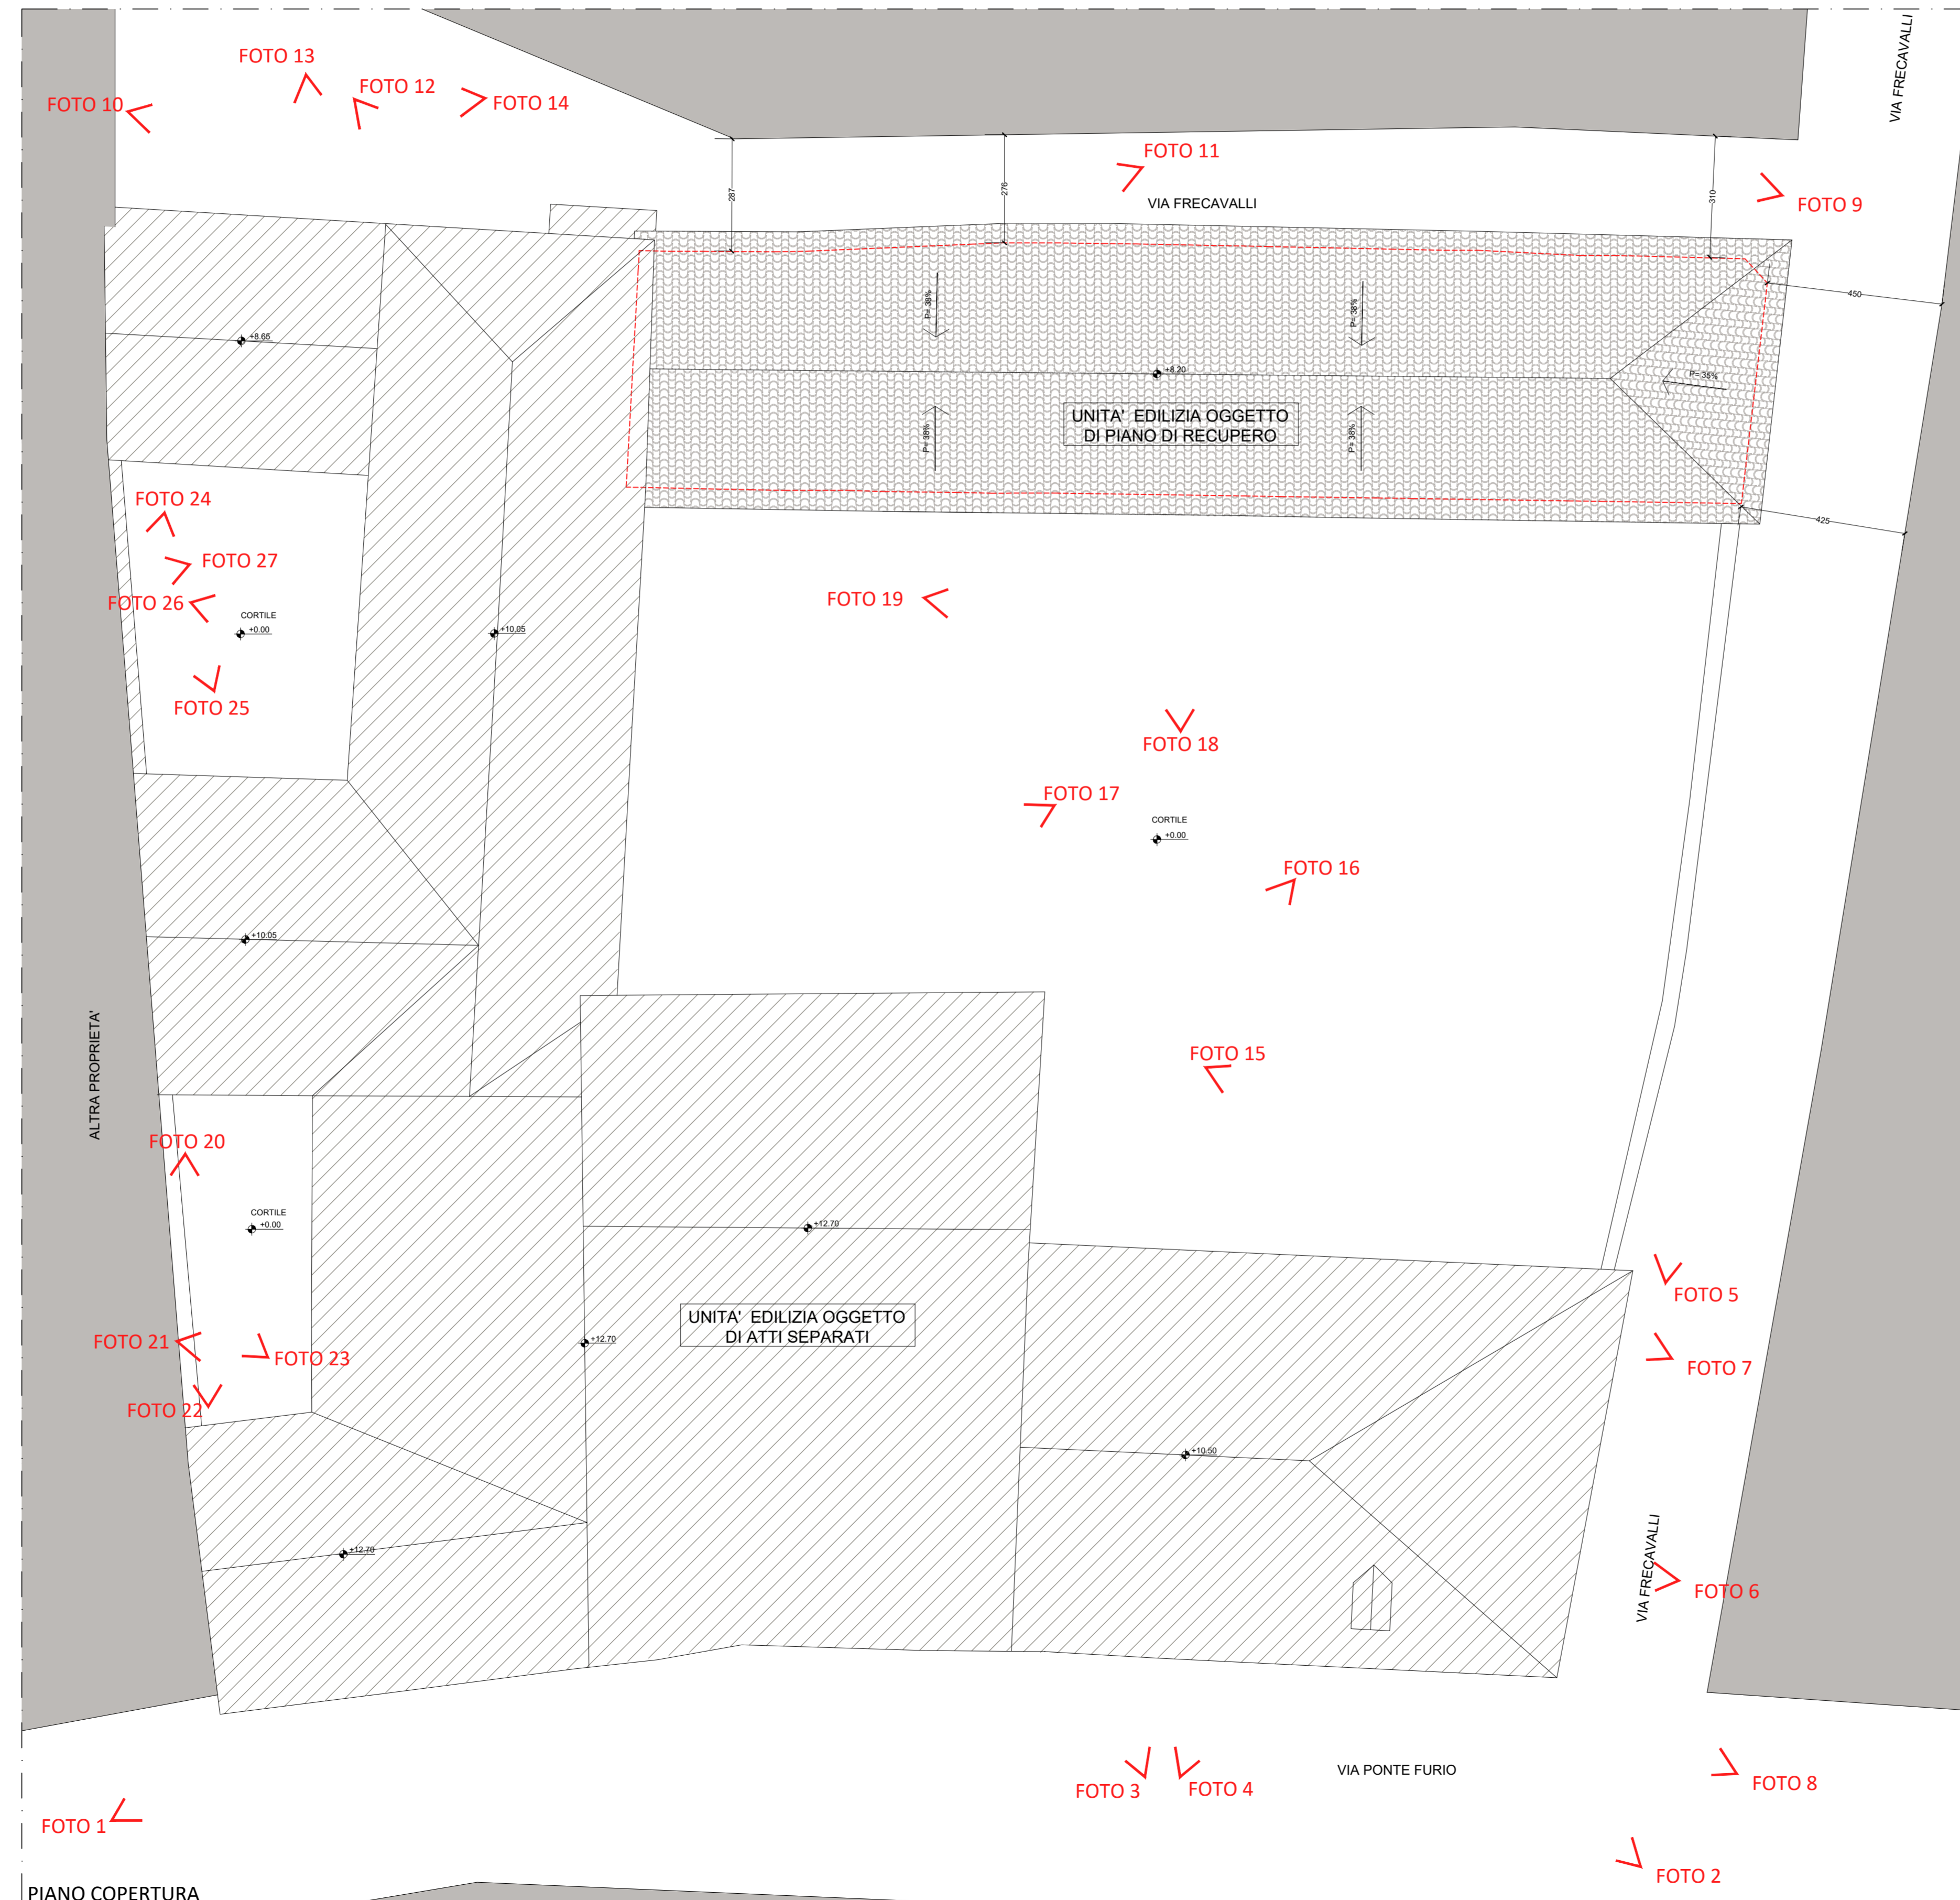 VIA FRECAVALLI
FOTO 13
FOTO 12
FOTO 10
FOTO 14
FOTO 11
287
276
310
VIA FRECAVALLI
FOTO 9
450
P= 38%
P= 38%
+8.65
+8.20
P= 35%
UNITA' EDILIZIA OGGETTO
DI PIANO DI RECUPERO
P= 38%
P= 38%
FOTO 24
425
FOTO 27
FOTO 26
FOTO 19
CORTILE
+0.00
+10.05
FOTO 25
FOTO 18
FOTO 17
CORTILE
+0.00
FOTO 16
+10.05
ALTRA PROPRIETA'
FOTO 15
FOTO 20
CORTILE
+0.00
+12.70
FOTO 5
UNITA' EDILIZIA OGGETTO
DI ATTI SEPARATI
+12.70
FOTO 21
FOTO 23
FOTO 7
FOTO 22
+10.50
+12.70
VIA FRECAVALLI
FOTO 6
VIA PONTE FURIO
FOTO 3
FOTO 4
FOTO 8
FOTO 1
FOTO 2
PIANO COPERTURA